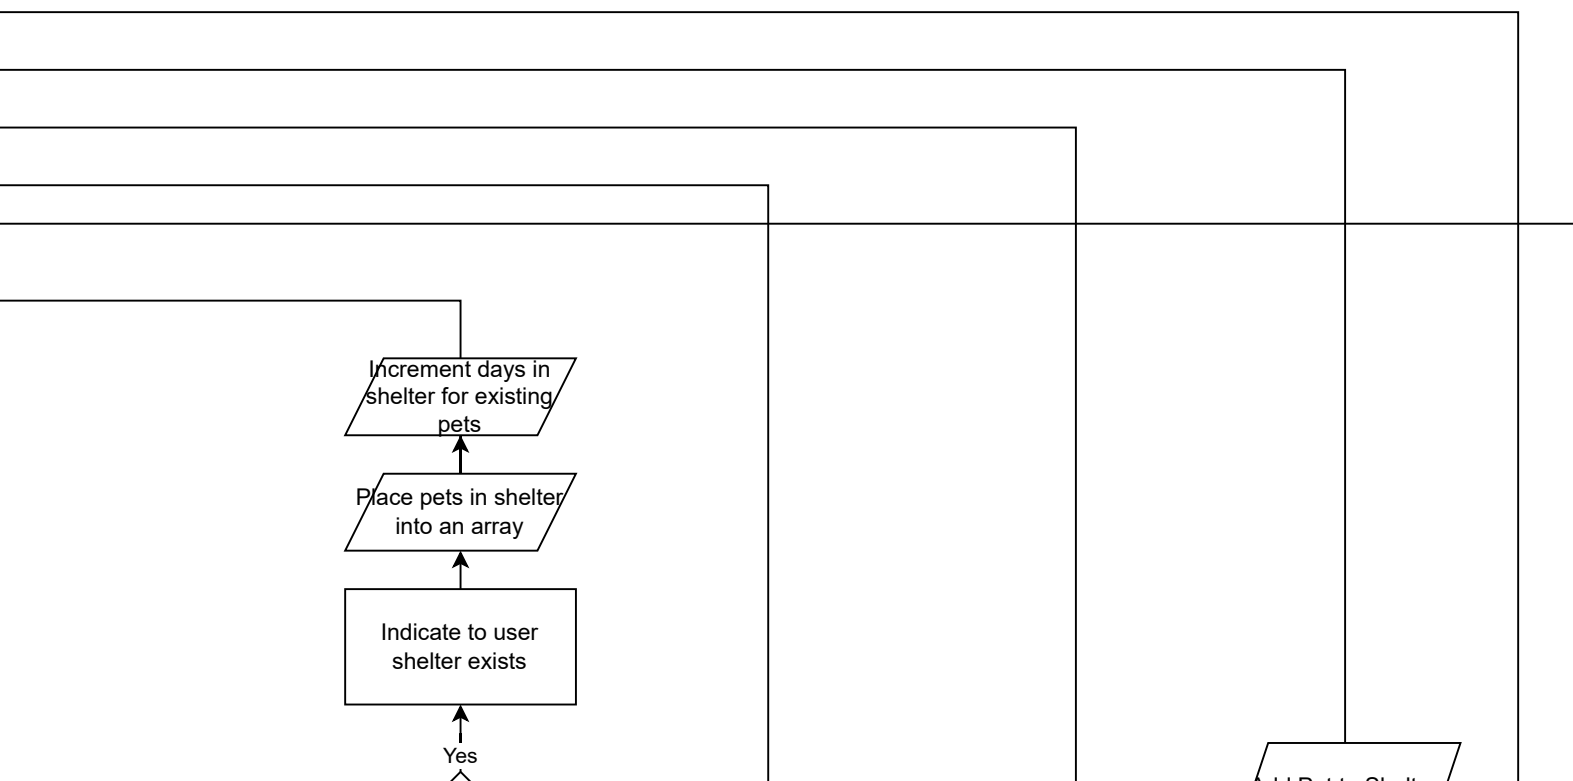 Increment days in
shelter for existing
pets
Place pets in shelter
into an array
Indicate to user
shelter exists
Yes